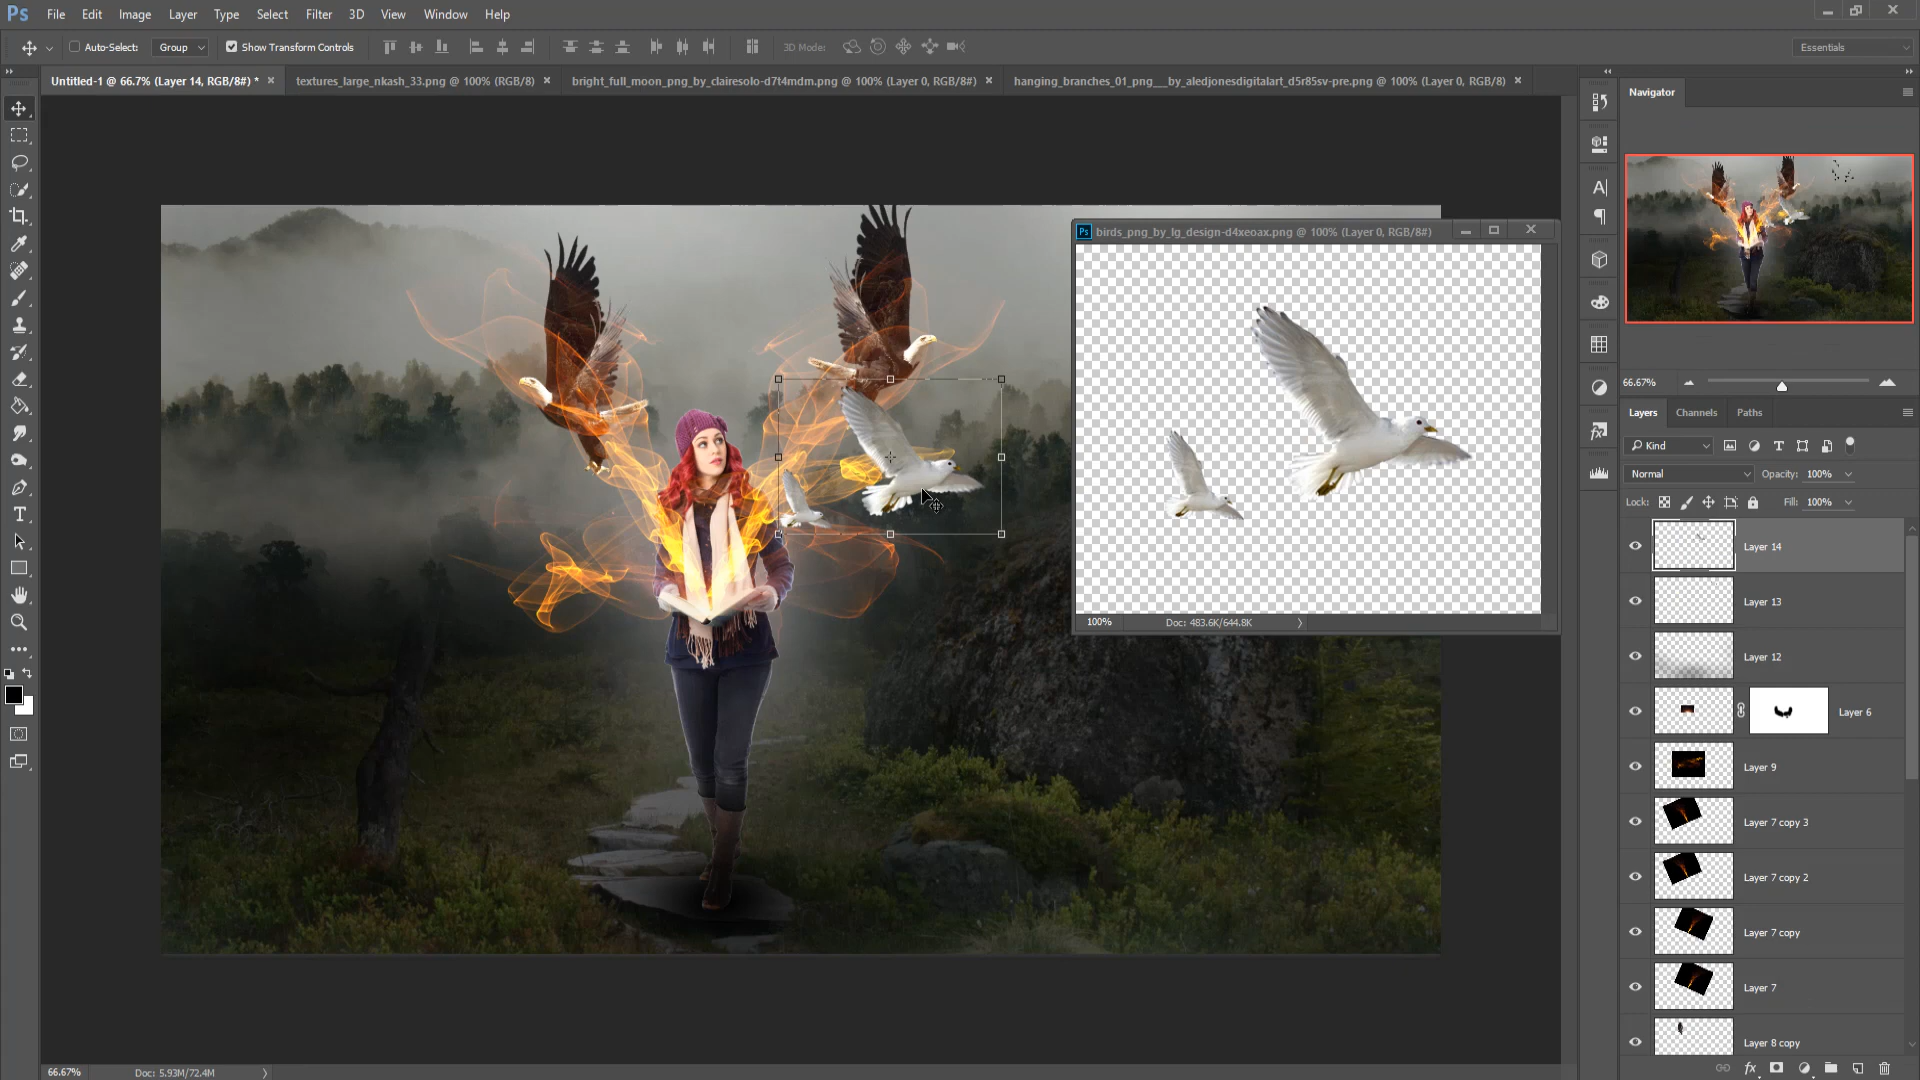 Ps File Edit Image Layer Type Select Filter 3D View Window Help
Auto-Select: Group Show Transform Controls 3D Mode: Essentials
Untitled-1 @ 66.7% (Layer 14, RGB/8#) * textures_large_nkash_33.png @ 100% (RGB/8) bright_full_moon_png_by_clairesolo-d7t4mdm.png @ 100% (Layer 0, RGB/8#) hanging_branches_01_png___by_aledjonesdigitalart_d5r85sv-pre.png @ 100% (Layer 0, RGB/8)
Navigator
Ps birds_png_by_lg_design-d4xeoax.png @ 100% (Layer 0, RGB/8#)
66.67%
Layers Channels Paths
Kind
Normal Opacity: 100%
Lock: Fill: 100%
Layer 14
Layer 13
100% Doc: 483.6K/644.8K
Layer 12
Layer 6
Layer 9
Layer 7 copy 3
Layer 7 copy 2
Layer 7 copy
Layer 7
Layer 8 copy
66.67% Doc: 5.93M/72.4M